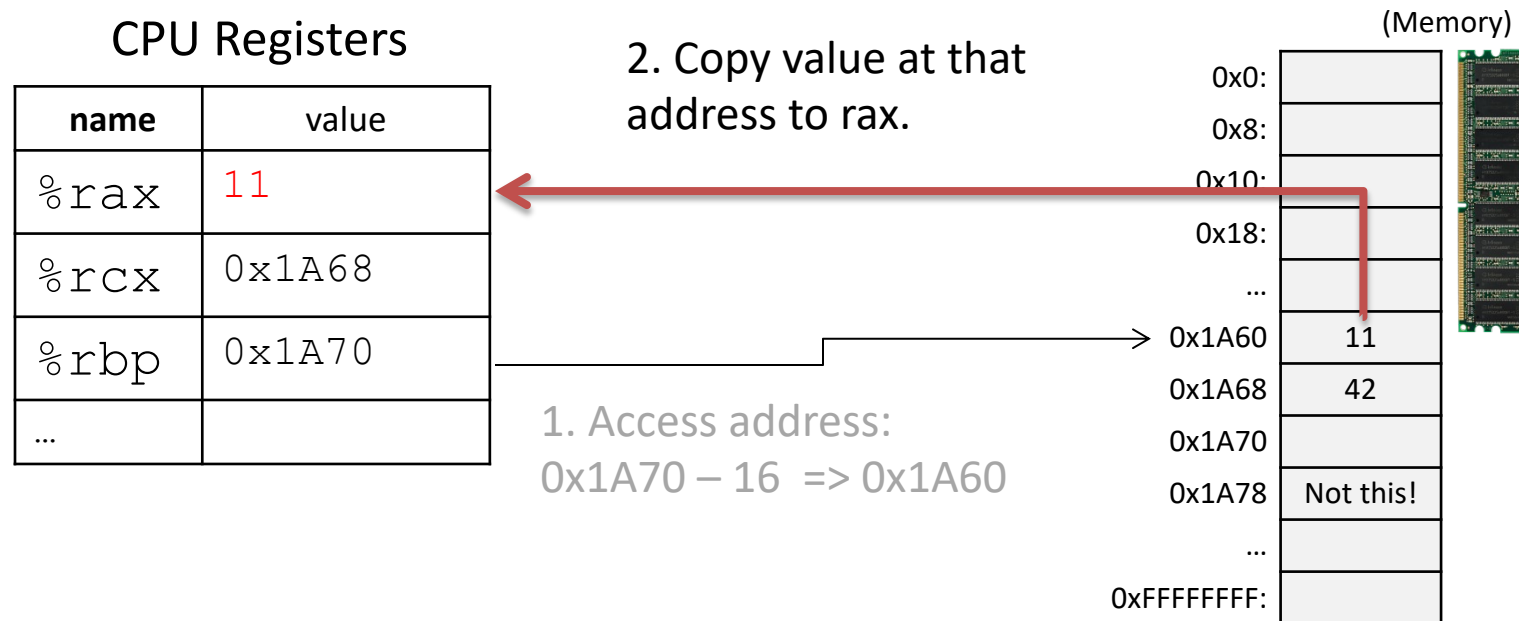 CPU Registers
name value
%rax 11
%rcx 0x1A68
%rbp 0x1A70
…
2. Copy value at that
address to rax.
1. Access address:
0x1A70 – 16 => 0x1A60
(Memory)
0x0:
0x8:
0x10:
0x18:
…
0x1A60 11
0x1A68 42
0x1A70
0x1A78 Not this!
…
0xFFFFFFFF: